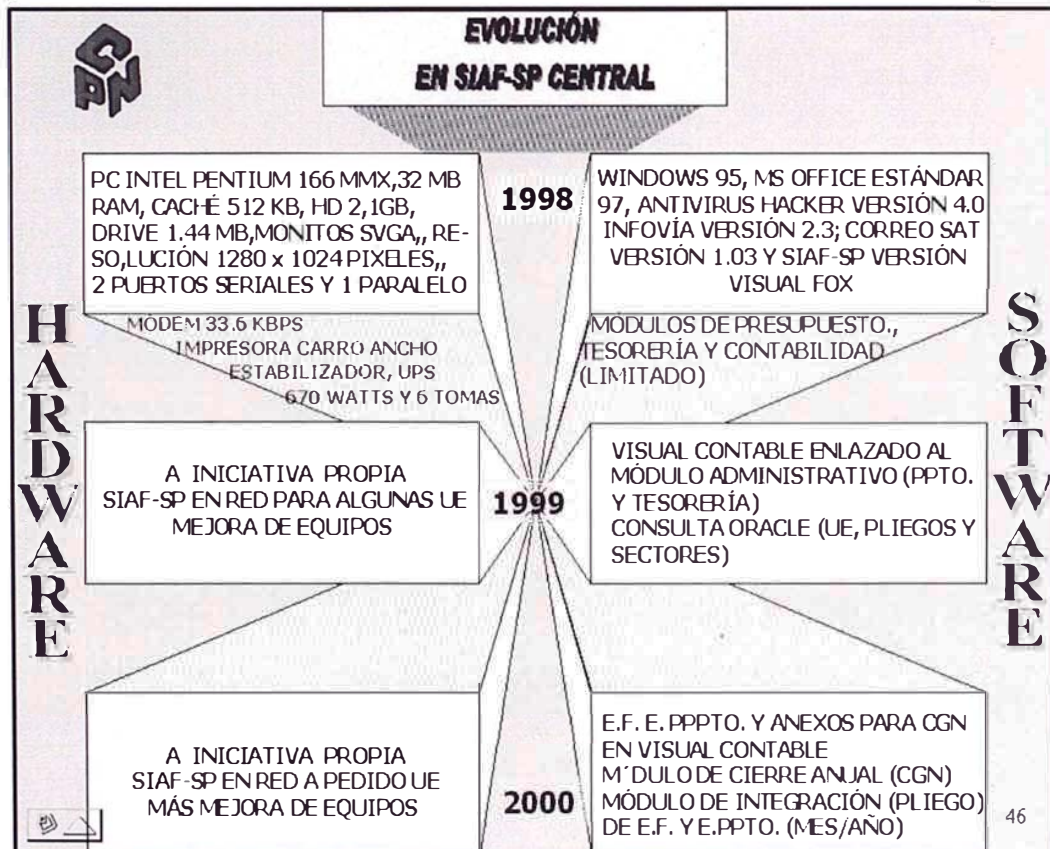 CPN
EVOLUCIÓN
EN SIAF-SP CENTRAL
HARDWARE
PC INTEL PENTIUM 166 MMX,32 MB
RAM, CACHÉ 512 KB, HD 2,1GB,
DRIVE 1.44 MB,MONITOS SVGA,, RE-
SO,LUCIÓN 1280 x 1024 PIXELES,,
2 PUERTOS SERIALES Y 1 PARALELO
MÓDEM 33.6 KBPS
IMPRESORA CARRO ANCHO
ESTABILIZADOR, UPS
670 WATTS Y 6 TOMAS
1998
WINDOWS 95, MS OFFICE ESTÁNDAR
97, ANTIVIRUS HACKER VERSIÓN 4.0
INFOVÍA VERSIÓN 2.3; CORREO SAT
VERSIÓN 1.03 Y SIAF-SP VERSIÓN
VISUAL FOX
MÓDULOS DE PRESUPUESTO.,
TESORERÍA Y CONTABILIDAD
(LIMITADO)
SOFTWARE
A INICIATIVA PROPIA
SIAF-SP EN RED PARA ALGUNAS UE
MEJORA DE EQUIPOS
1999
VISUAL CONTABLE ENLAZADO AL
MÓDULO ADMINISTRATIVO (PPTO.
Y TESORERÍA)
CONSULTA ORACLE (UE, PLIEGOS Y
SECTORES)
A INICIATIVA PROPIA
SIAF-SP EN RED A PEDIDO UE
MÁS MEJORA DE EQUIPOS
2000
E.F. E. PPPTO. Y ANEXOS PARA CGN
EN VISUAL CONTABLE
M´DULO DE CIERRE ANUAL (CGN)
MÓDULO DE INTEGRACIÓN (PLIEGO)
DE E.F. Y E.PPTO. (MES/AÑO)
46